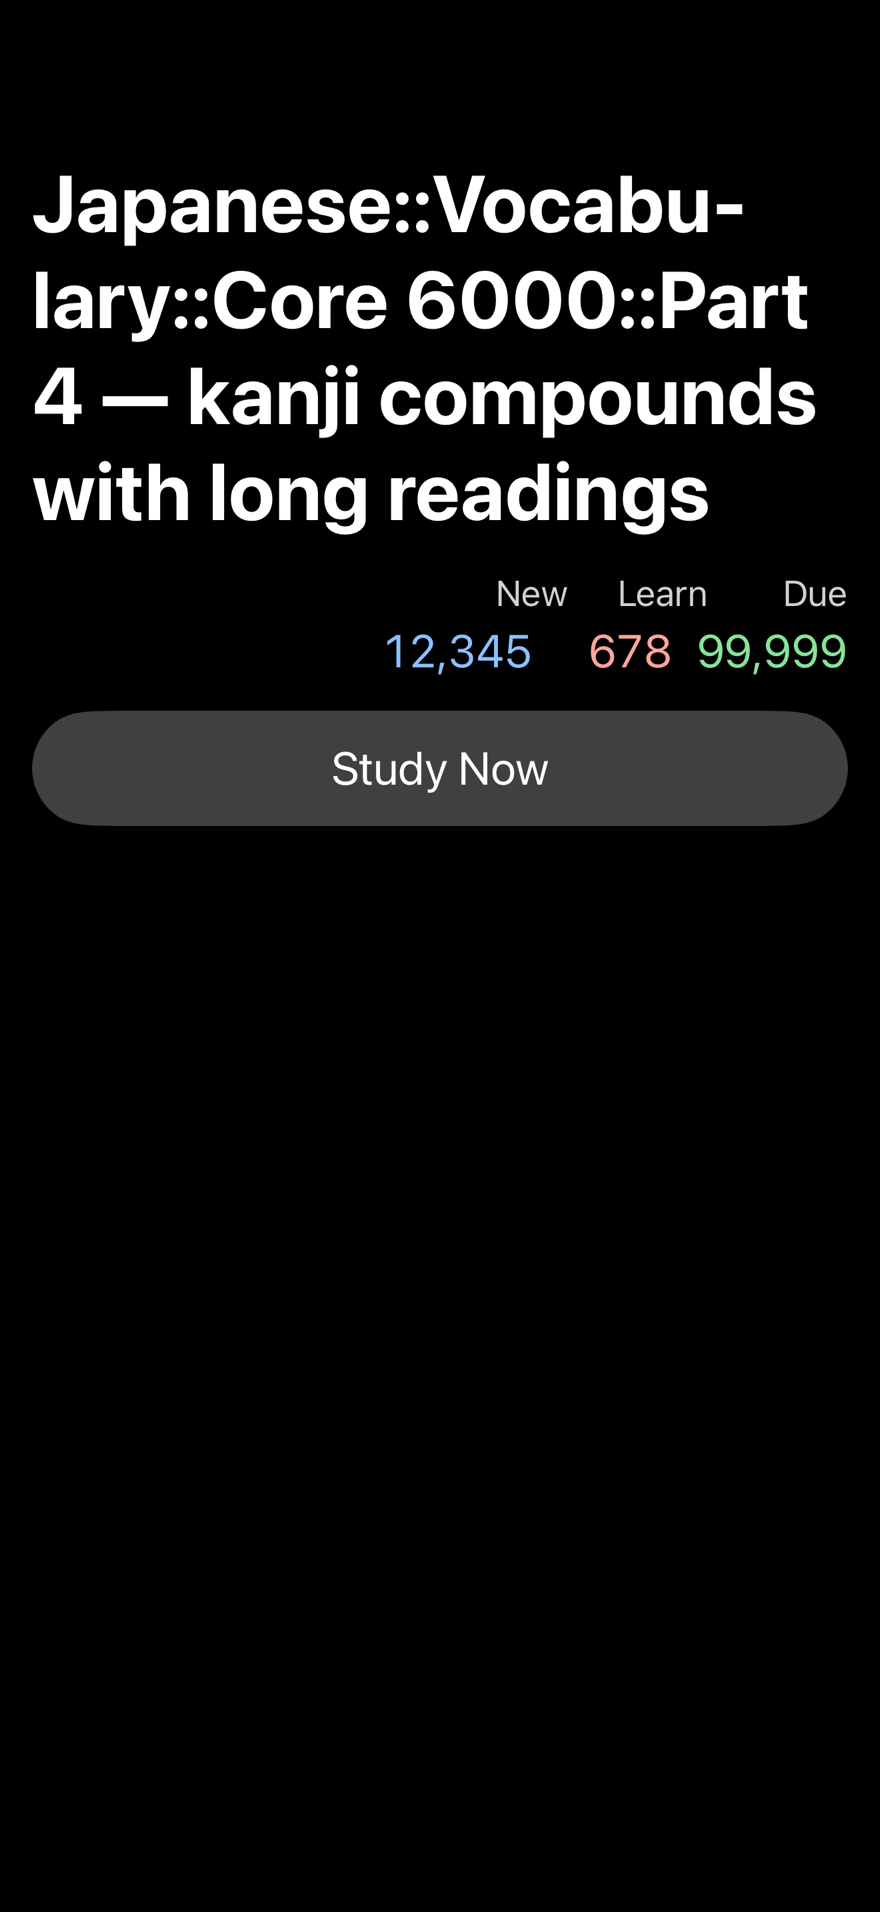 Japanese::Vocabu-
lary::Core 6000::Part
4 — kanji compounds
with long readings
New Learn Due
12,345 678 99,999
Study Now